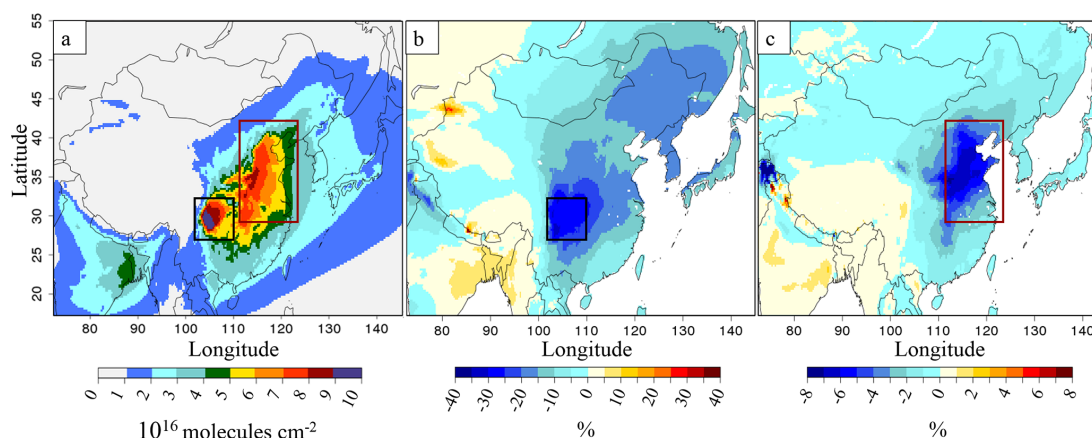 a
b
c
55
50
45
40
35
30
25
20
Latitude
80 90 100 110 120 130 140
80 90 100 110 120 130 140
80 90 100 110 120 130 140
Longitude
Longitude
Longitude
0 1 2 3 4 5 6 7 8 9 10
-40 -30 -20 -10 0 10 20 30 40
-8 -6 -4 -2 0 2 4 6 8
10¹⁶ molecules cm⁻²
%
%